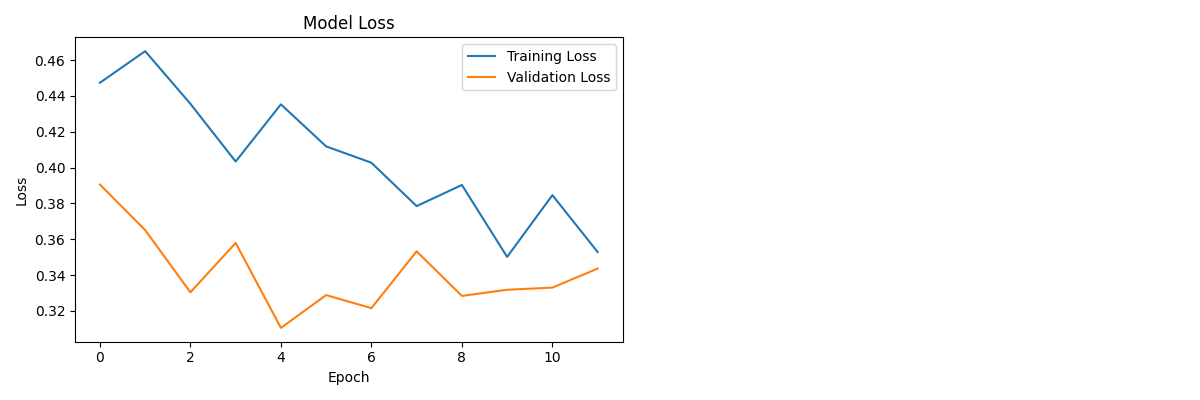 Model Loss
Training Loss
Validation Loss
0.46
0.44
0.42
0.40
0.38
0.36
0.34
0.32
Loss
0 2 4 6 8 10
Epoch